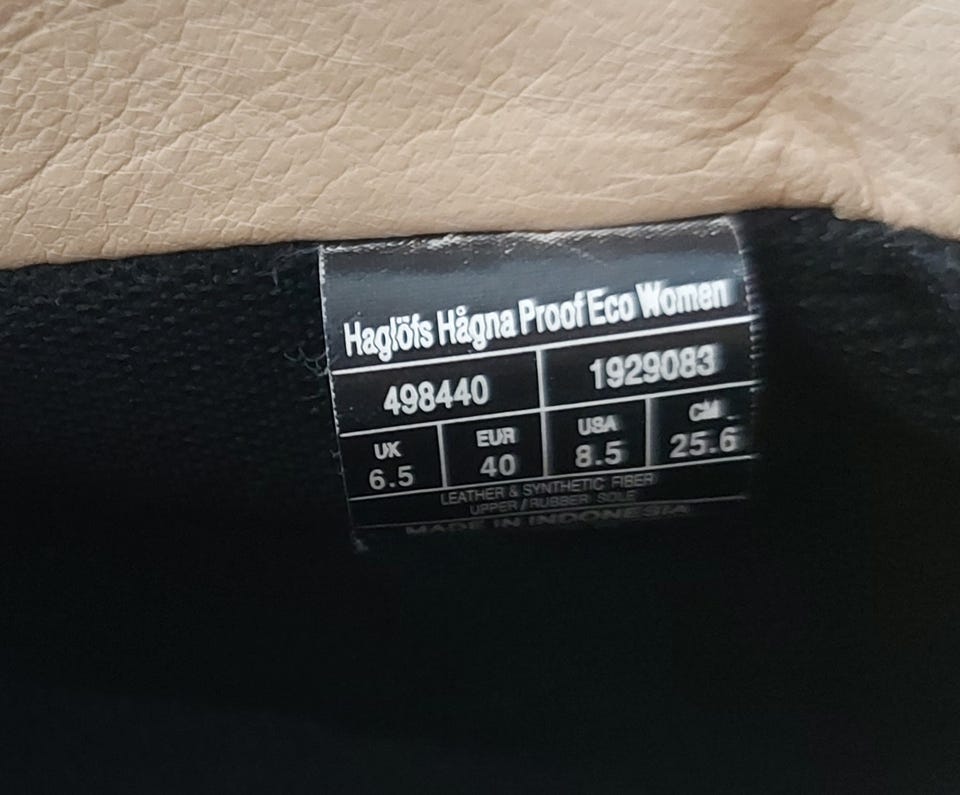 Haglöfs Hågna Proof Eco Women
498440 1929083
UK EUR USA CM
6.5 40 8.5 25.6
LEATHER & SYNTHETIC FIBER
UPPER / RUBBER SOLE
MADE IN INDONESIA